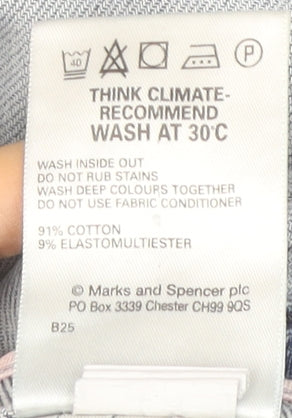 40 P
THINK CLIMATE-
RECOMMEND
WASH AT 30°C
WASH INSIDE OUT
DO NOT RUB STAINS
WASH DEEP COLOURS TOGETHER
DO NOT USE FABRIC CONDITIONER
91% COTTON
9% ELASTOMULTIESTER
© Marks and Spencer plc
PO Box 3339 Chester CH99 9QS
B25